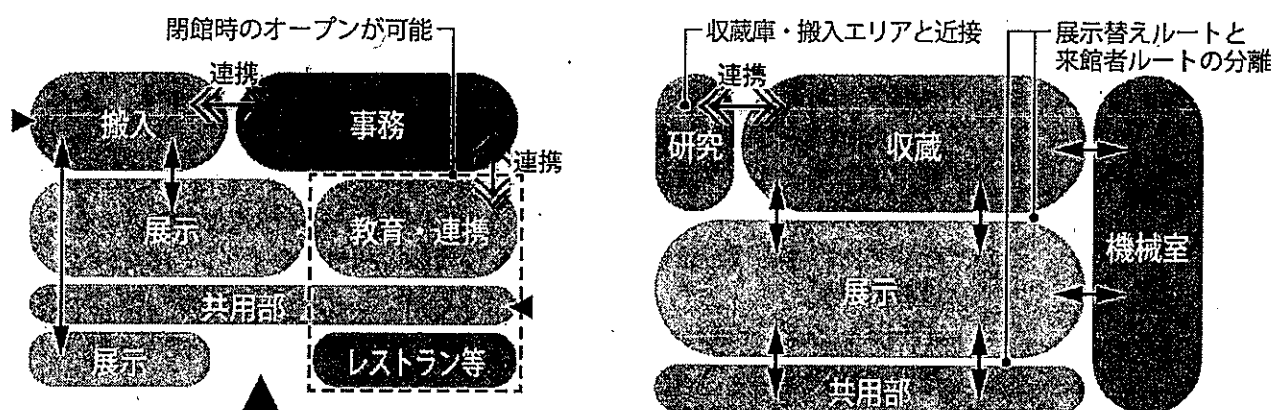 閉館時のオープンが可能
連携
搬入
事務
連携
展示
教育・連携
共用部
展示
レストラン等
収蔵庫・搬入エリアと近接
展示替えルートと
来館者ルートの分離
連携
研究
収蔵
機械室
展示
共用部